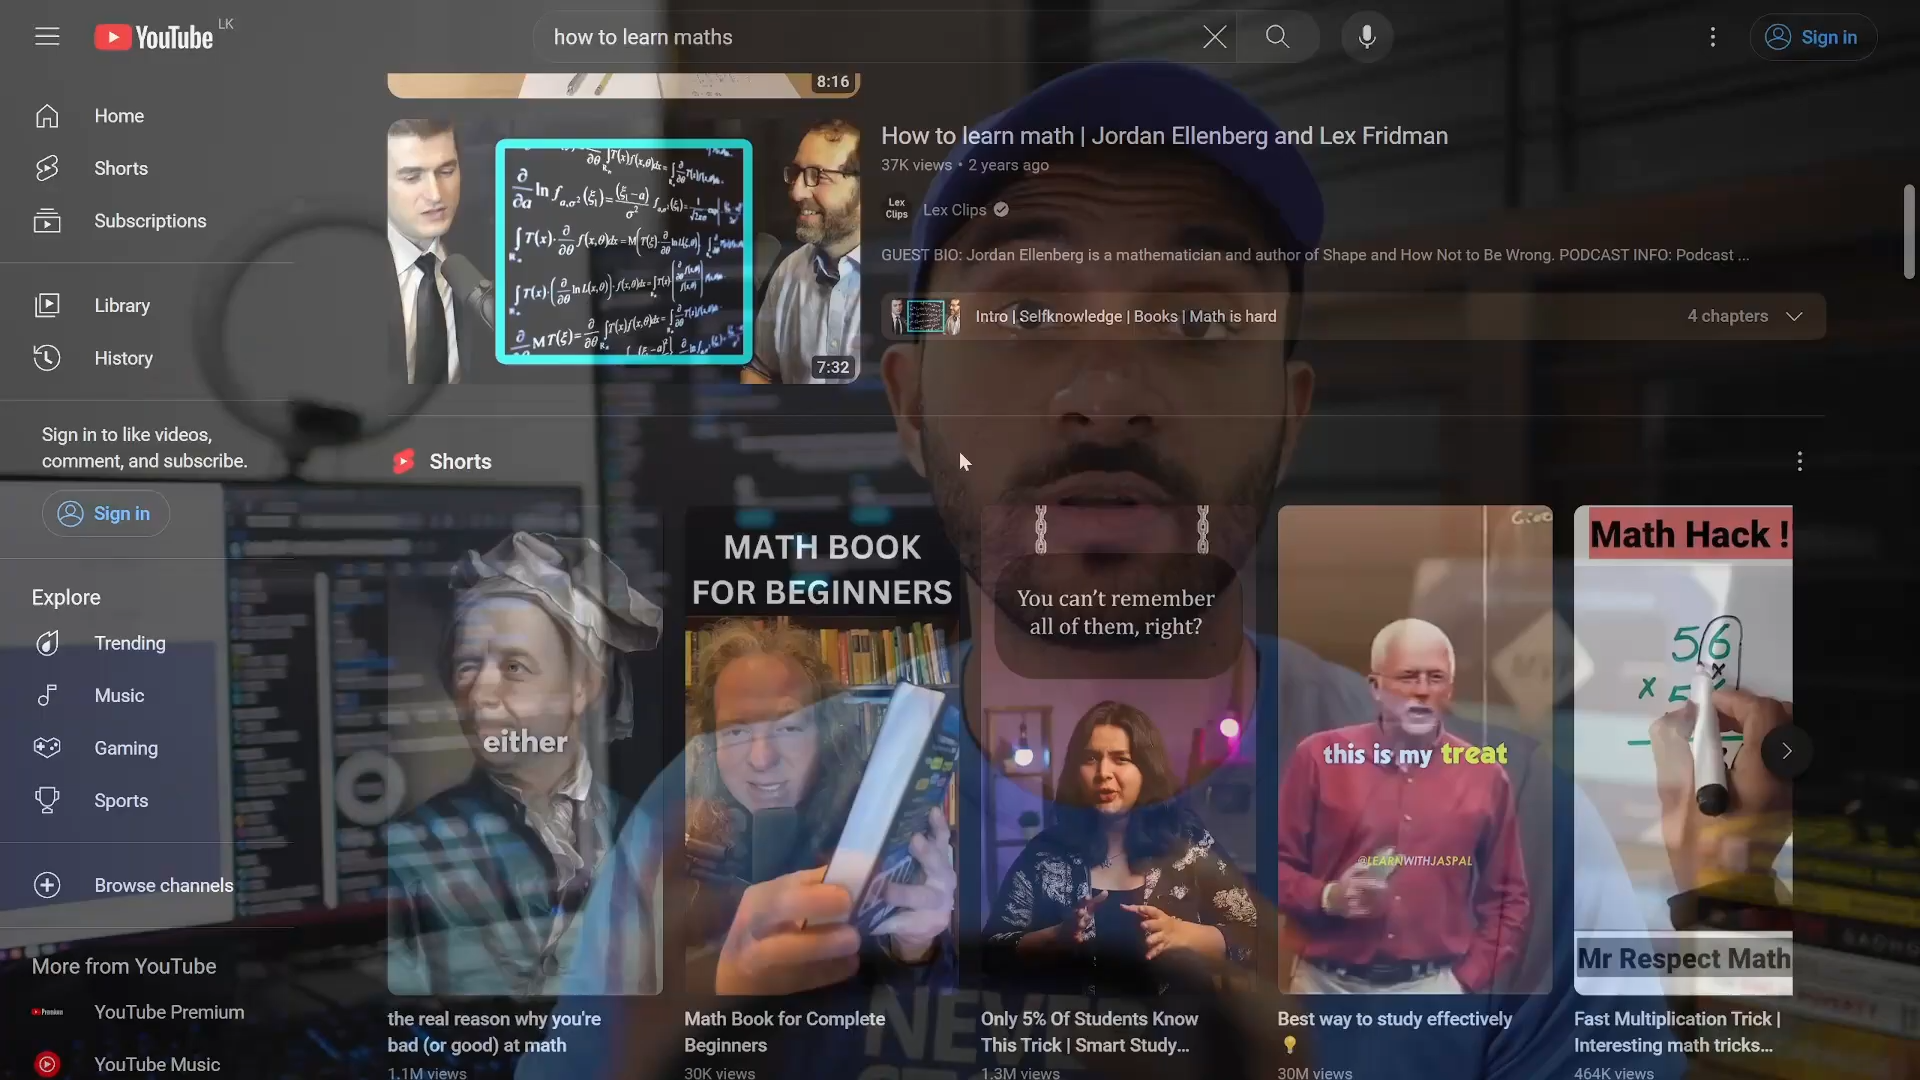 YouTube LK
how to learn maths
Sign in
Home
Shorts
Subscriptions
Library
History
Sign in to like videos,
comment, and subscribe.
Sign in
Explore
Trending
Music
Gaming
Sports
Browse channels
More from YouTube
YouTube Premium
YouTube Music
8:16
7:32
How to learn math | Jordan Ellenberg and Lex Fridman
37K views • 2 years ago
Lex
Clips
Lex Clips
GUEST BIO: Jordan Ellenberg is a mathematician and author of Shape and How Not to Be Wrong. PODCAST INFO: Podcast ...
Intro | Selfknowledge | Books | Math is hard
4 chapters
Shorts
either
the real reason why you're
bad (or good) at math
1.1M views
MATH BOOK
FOR BEGINNERS
Math Book for Complete
Beginners
30K views
You can't remember
all of them, right?
Only 5% Of Students Know
This Trick | Smart Study...
1.3M views
this is my treat
@LEARNWITHJASPAL
Best way to study effectively
💡
30M views
Math Hack !
56
x 5
Mr Respect Math
Fast Multiplication Trick |
Interesting math tricks...
464K views
NEVER